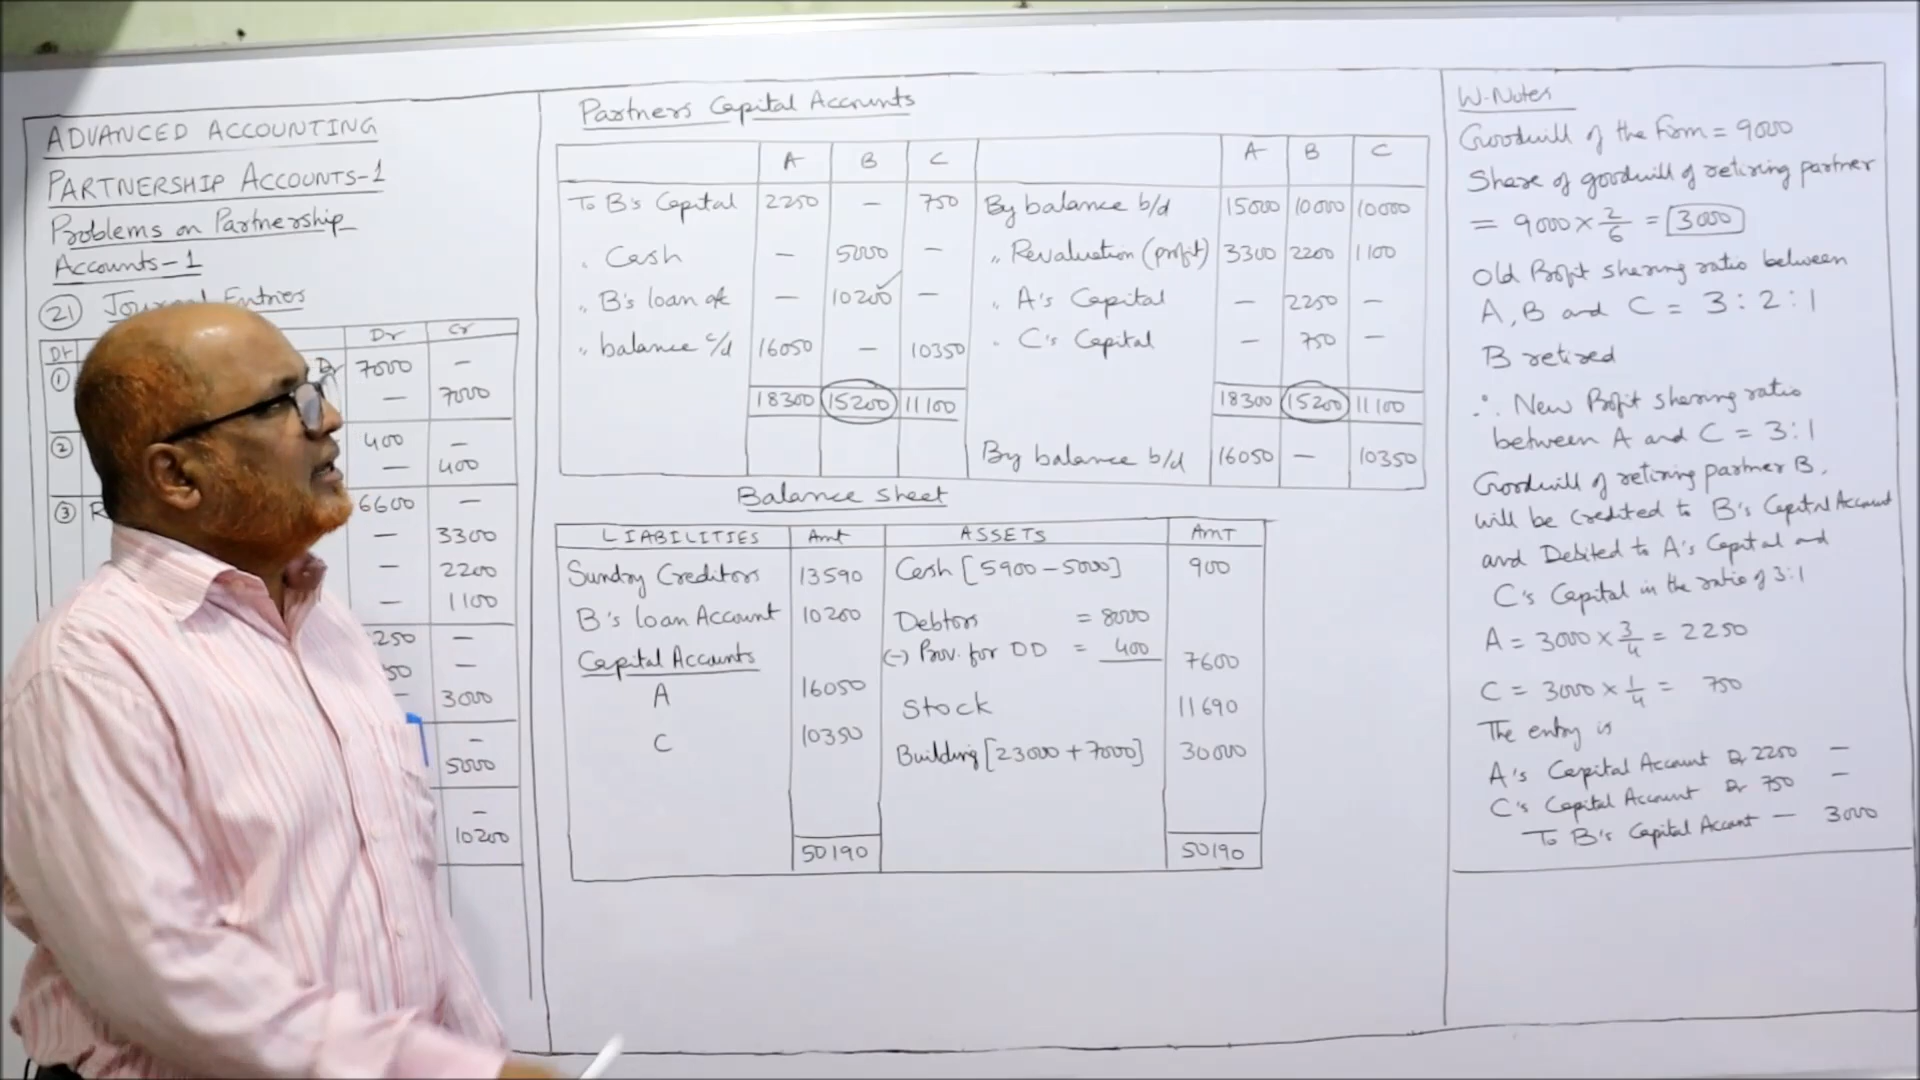 ADVANCED ACCOUNTING
PARTNERSHIP ACCOUNTS-1
Problems on Partnership
Accounts-1
21 Journal Entries
Dr Cr
1 Dr 7000 —
— 7000
2 400 —
— 400
3 R 6600 —
— 3300
— 2200
— 1100
250 —
50 —
— 3000
—
5000
—
10200
Partners Capital Accounts
A B C A B C
To B's Capital 2250 — 750 By balance b/d 15000 10000 10000
Cash — 5000 — " Revaluation (profit) 3300 2200 1100
" B's loan a/c — 10200 — " A's Capital — 2250 —
" balance c/d 16050 — 10350 " C's Capital — 750 —
18300 15200 11100 18300 15200 11100
By balance b/d 16050 — 10350
Balance Sheet
LIABILITIES Amt ASSETS AMT
Sundry Creditors 13590 Cash [5900 – 5000] 900
B's loan Account 10200 Debtors = 8000
Capital Accounts (-) Prov. for DD = 400 7600
A 16050 Stock 11690
C 10350 Building [23000 + 7000] 30000
50190 50190
W-Notes
Goodwill of the Firm = 9000
Share of goodwill of retiring partner
= 9000 × 2/6 = 3000
Old Profit sharing ratio between
A, B and C = 3 : 2 : 1
B retired
∴ New Profit sharing ratio
between A and C = 3:1
Goodwill of retiring partner B,
will be Credited to B's Capital Account
and Debited to A's Capital and
C's Capital in the ratio of 3:1
A = 3000 × 3/4 = 2250
C = 3000 × 1/4 = 750
The entry is
A's Capital Account Dr 2250 —
C's Capital Account Dr 750 —
To B's Capital Account — 3000